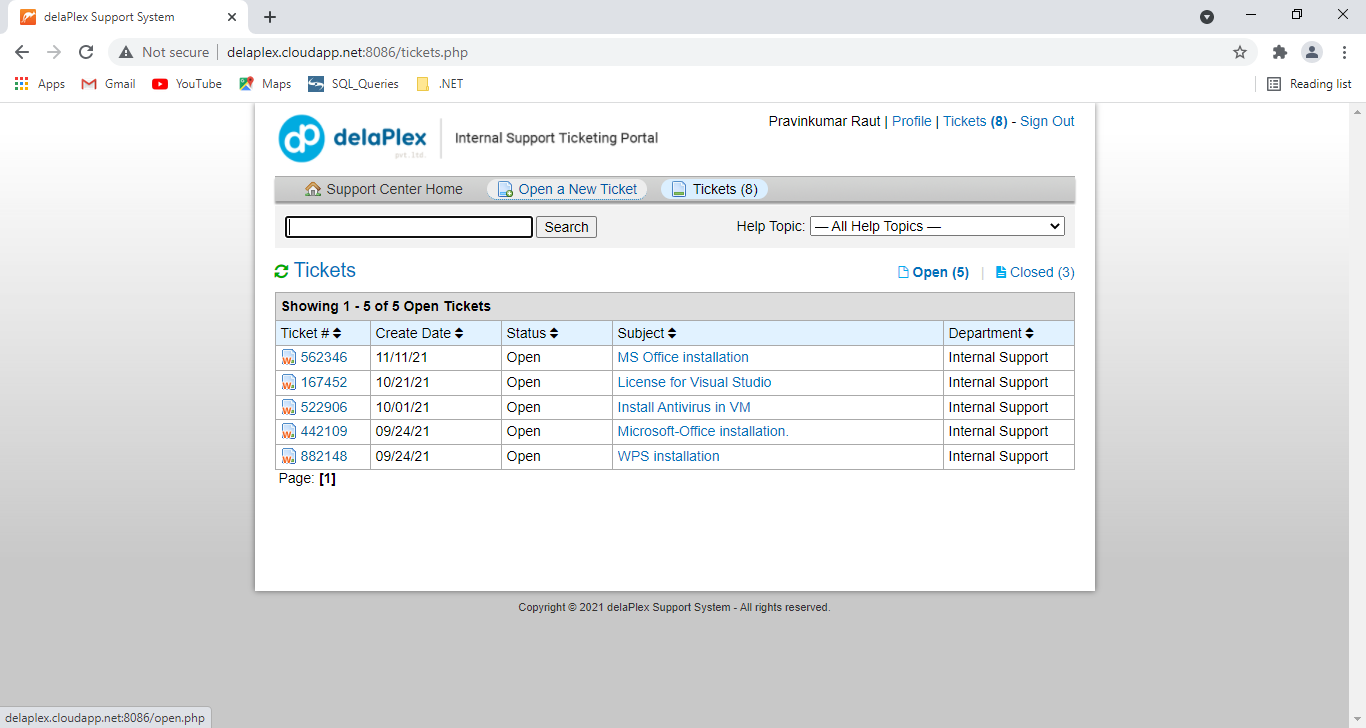 delaPlex Support System
Not secure | delaplex.cloudapp.net:8086/tickets.php
Apps Gmail YouTube Maps SQL_Queries .NET Reading list
delaPlex
pvt.ltd.
Internal Support Ticketing Portal
Pravinkumar Raut | Profile | Tickets (8) - Sign Out
Support Center Home Open a New Ticket Tickets (8)
Search Help Topic: — All Help Topics —
Tickets Open (5) | Closed (3)
Showing 1 - 5 of 5 Open Tickets
Ticket # Create Date Status Subject Department
562346 11/11/21 Open MS Office installation Internal Support
167452 10/21/21 Open License for Visual Studio Internal Support
522906 10/01/21 Open Install Antivirus in VM Internal Support
442109 09/24/21 Open Microsoft-Office installation. Internal Support
882148 09/24/21 Open WPS installation Internal Support
Page: [1]
Copyright © 2021 delaPlex Support System - All rights reserved.
delaplex.cloudapp.net:8086/open.php